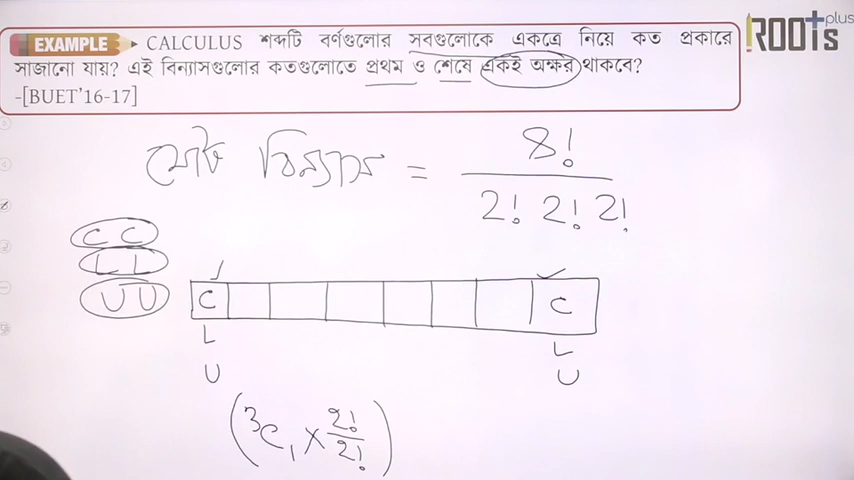 EXAMPLE CALCULUS শব্দটি বর্ণগুলোর সবগুলোকে একত্রে নিয়ে কত প্রকারে
সাজানো যায়? এই বিন্যাসগুলোর কতগুলোতে প্রথম ও শেষে একই অক্ষর থাকবে?
-[BUET'16-17]
ROOTs plus
মোট বিন্যাস = 8! / 2! 2! 2!
C C
L L
U U
C C
L L
U U
(³C₁ × 2!/2!)